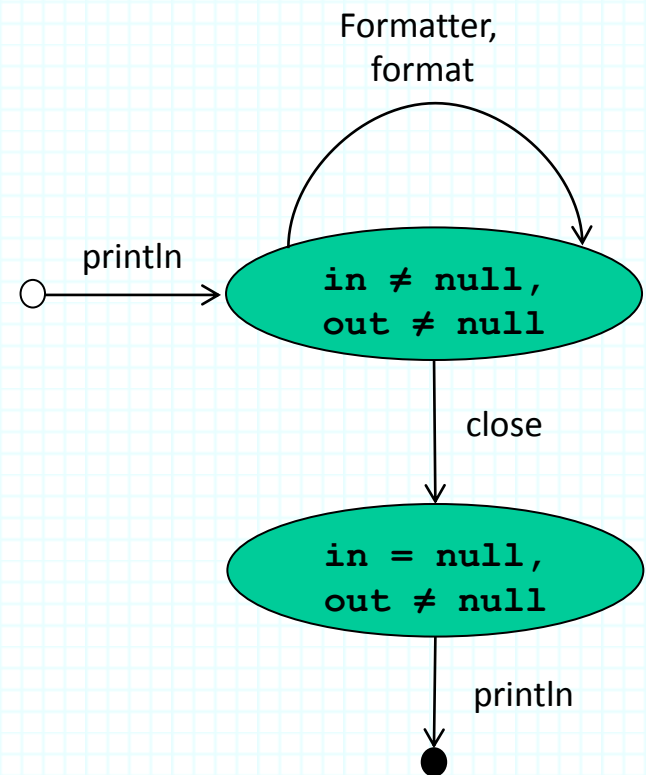 Formatter,
format
println
in ≠ null,
out ≠ null
close
in = null,
out ≠ null
println